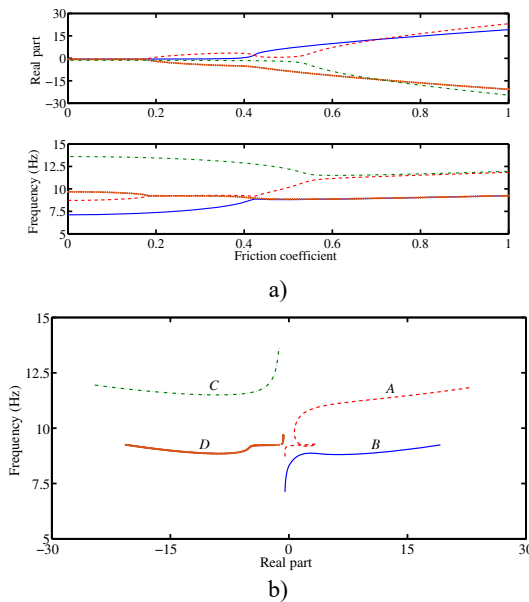 30
15
0
−15
−30
Real part
0 0.2 0.4 0.6 0.8 1
15
12.5
10
7.5
5
Frequency (Hz)
0 0.2 0.4 0.6 0.8 1
Friction coefficient
a)
15
12.5
10
7.5
5
Frequency (Hz)
C
A
D
B
−30 −15 0 15 30
Real part
b)